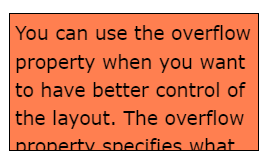 You can use the overflow
property when you want
to have better control of
the layout. The overflow
property specifies what